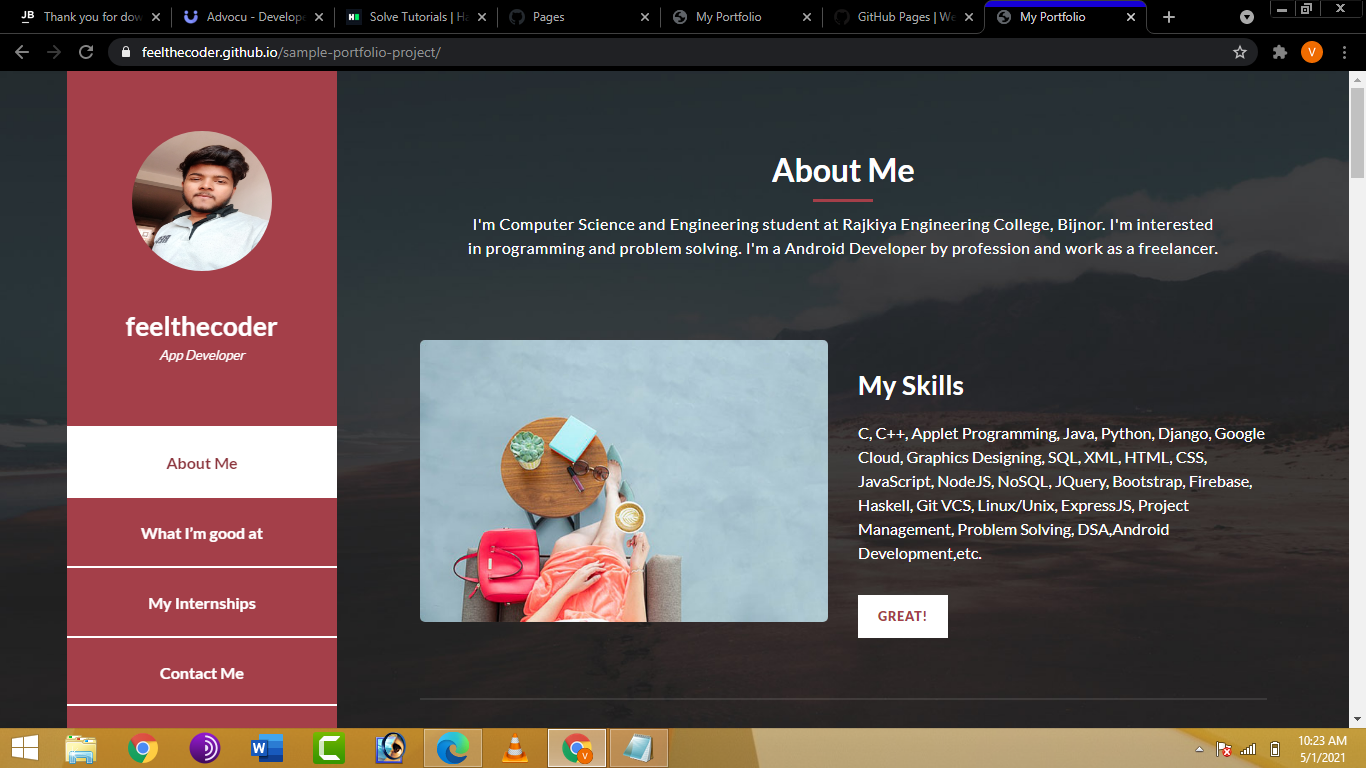 JB Thank you for dow
Advocu - Develope
Solve Tutorials | Ha
Pages
My Portfolio
GitHub Pages | We
My Portfolio
feelthecoder.github.io/sample-portfolio-project/
V
About Me
I'm Computer Science and Engineering student at Rajkiya Engineering College, Bijnor. I'm interested
in programming and problem solving. I'm a Android Developer by profession and work as a freelancer.
feelthecoder
App Developer
About Me
What I'm good at
My Internships
Contact Me
My Skills
C, C++, Applet Programming, Java, Python, Django, Google
Cloud, Graphics Designing, SQL, XML, HTML, CSS,
JavaScript, NodeJS, NoSQL, JQuery, Bootstrap, Firebase,
Haskell, Git VCS, Linux/Unix, ExpressJS, Project
Management, Problem Solving, DSA,Android
Development,etc.
GREAT!
10:23 AM
5/1/2021